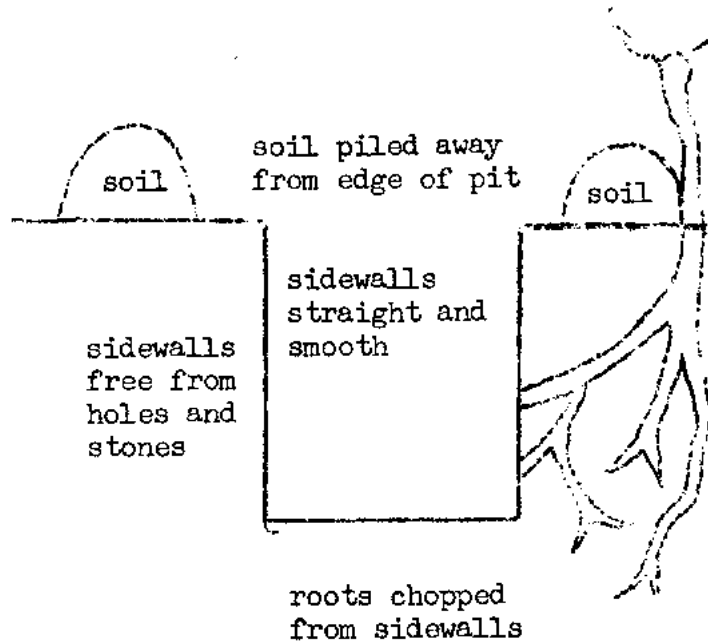 soil piled away
from edge of pit
soil
soil
sidewalls
straight and
smooth
sidewalls
free from
holes and
stones
roots chopped
from sidewalls